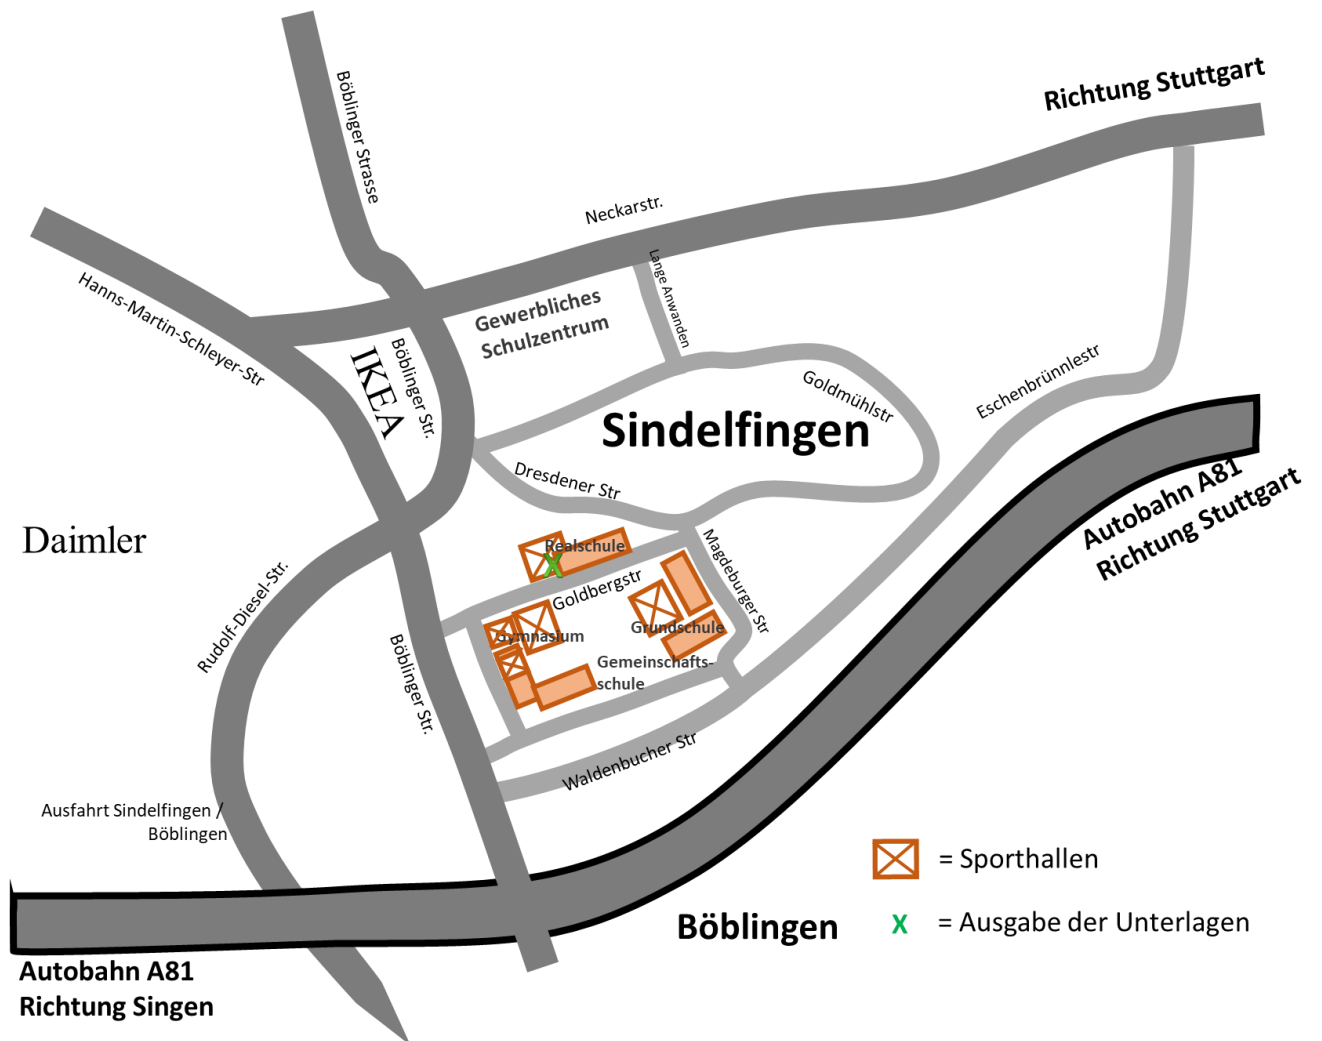 Böblinger Strasse
Richtung Stuttgart
Neckarstr.
Hanns-Martin-Schleyer-Str
Lange Anwanden
Gewerbliches
Schulzentrum
IKEA
Böblinger Str.
Goldmühlstr
Eschenbrünnlestr
Sindelfingen
Dresdener Str
Autobahn A81
Richtung Stuttgart
Daimler
Realschule
X
Magdeburger Str
Goldbergstr
Rudolf-Diesel-Str.
Gymnasium
Grundschule
Böblinger Str.
Gemeinschafts-
schule
Waldenbucher Str
Ausfahrt Sindelfingen /
Böblingen
= Sporthallen
Böblingen
X = Ausgabe der Unterlagen
Autobahn A81
Richtung Singen